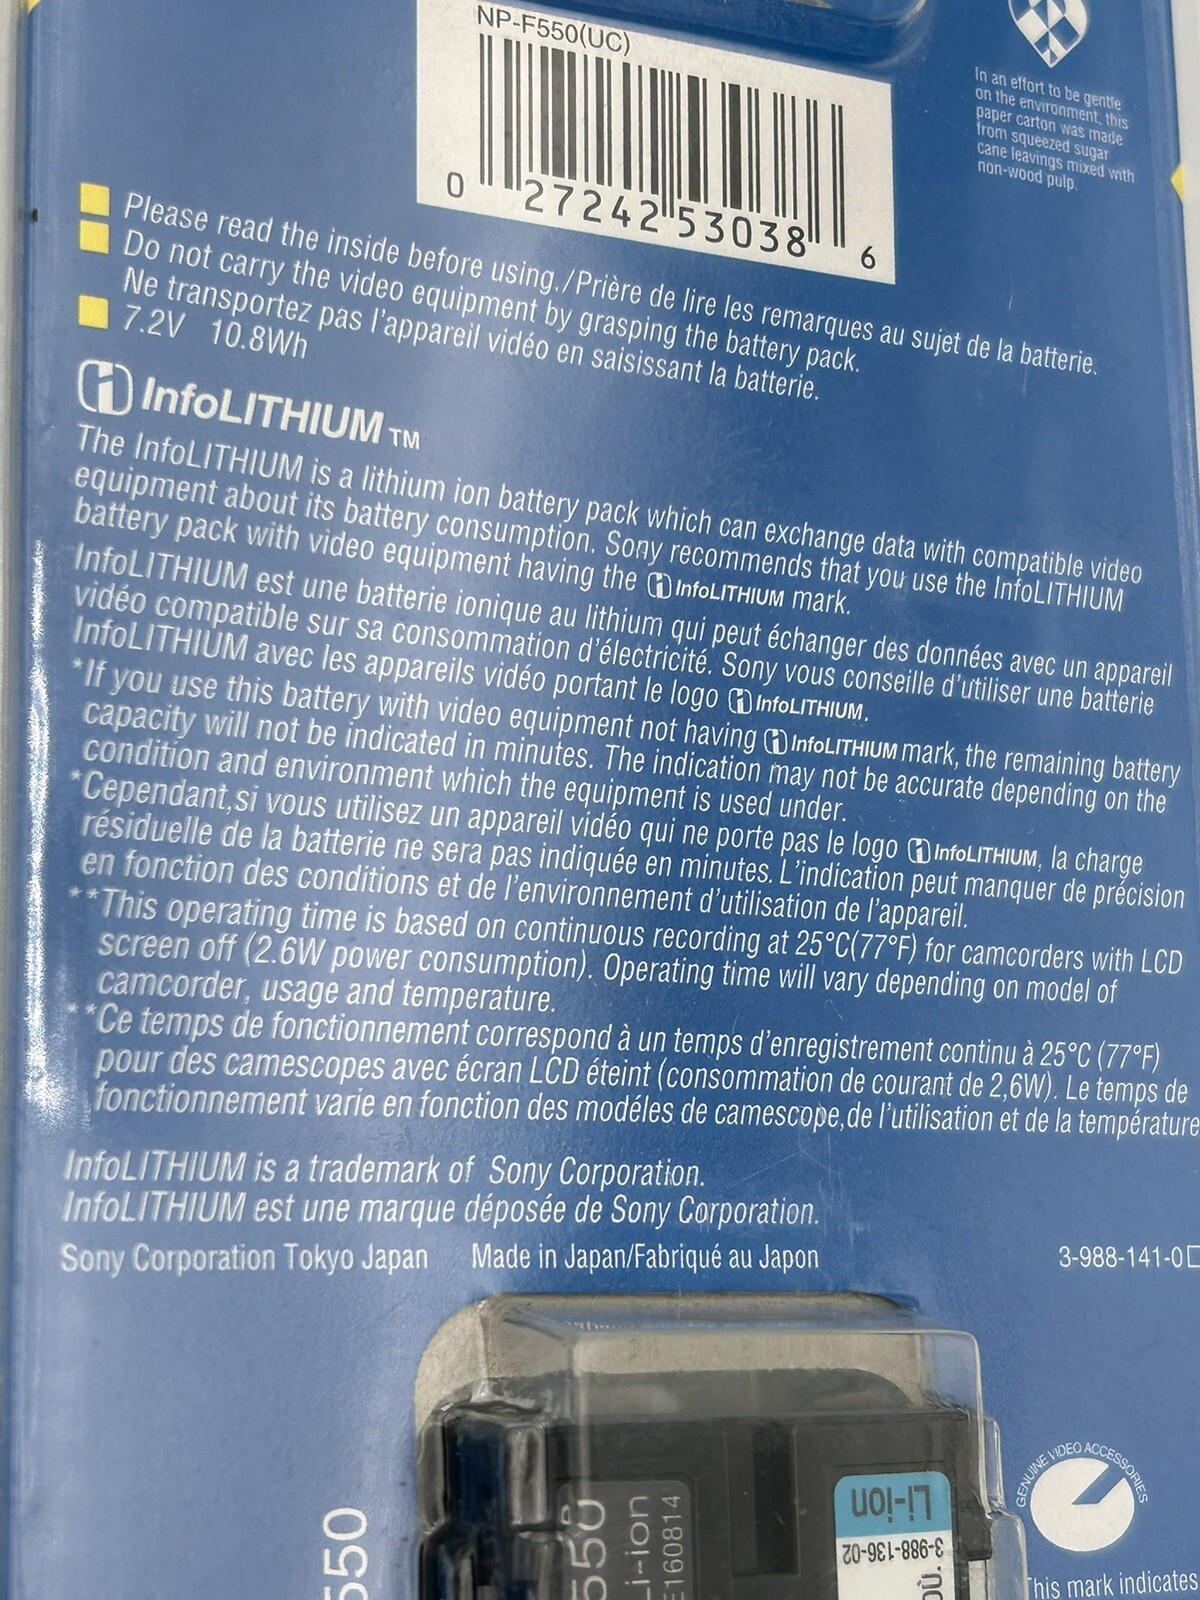 NP-F550(UC)
0 27242 53038 6
In an effort to be gentle
on the environment, this
paper carton was made
from squeezed sugar
cane leavings mixed with
non-wood pulp.
Please read the inside before using./Prière de lire les remarques au sujet de la batterie.
Do not carry the video equipment by grasping the battery pack.
Ne transportez pas l'appareil vidéo en saisissant la batterie.
7.2V 10.8Wh
InfoLITHIUM TM
The InfoLITHIUM is a lithium ion battery pack which can exchange data with compatible video
equipment about its battery consumption. Sony recommends that you use the InfoLITHIUM
battery pack with video equipment having the InfoLITHIUM mark.
InfoLITHIUM est une batterie ionique au lithium qui peut échanger des données avec un appareil
vidéo compatible sur sa consommation d'électricité. Sony vous conseille d'utiliser une batterie
InfoLITHIUM avec les appareils vidéo portant le logo InfoLITHIUM.
*If you use this battery with video equipment not having InfoLITHIUM mark, the remaining battery
capacity will not be indicated in minutes. The indication may not be accurate depending on the
condition and environment which the equipment is used under.
*Cependant,si vous utilisez un appareil vidéo qui ne porte pas le logo InfoLITHIUM, la charge
résiduelle de la batterie ne sera pas indiquée en minutes. L'indication peut manquer de précision
en fonction des conditions et de l'environnement d'utilisation de l'appareil.
**This operating time is based on continuous recording at 25°C(77°F) for camcorders with LCD
screen off (2.6W power consumption). Operating time will vary depending on model of
camcorder, usage and temperature.
**Ce temps de fonctionnement correspond à un temps d'enregistrement continu à 25°C (77°F)
pour des camescopes avec écran LCD éteint (consommation de courant de 2,6W). Le temps de
fonctionnement varie en fonction des modéles de camescope,de l'utilisation et de la température
InfoLITHIUM is a trademark of Sony Corporation.
InfoLITHIUM est une marque déposée de Sony Corporation.
Sony Corporation Tokyo Japan Made in Japan/Fabriqué au Japon
3-988-141-0
550
550
Li-ion
E160814
Li-ion
3-988-136-02
OÙ.
GENUINE VIDEO ACCESSORIES
This mark indicates